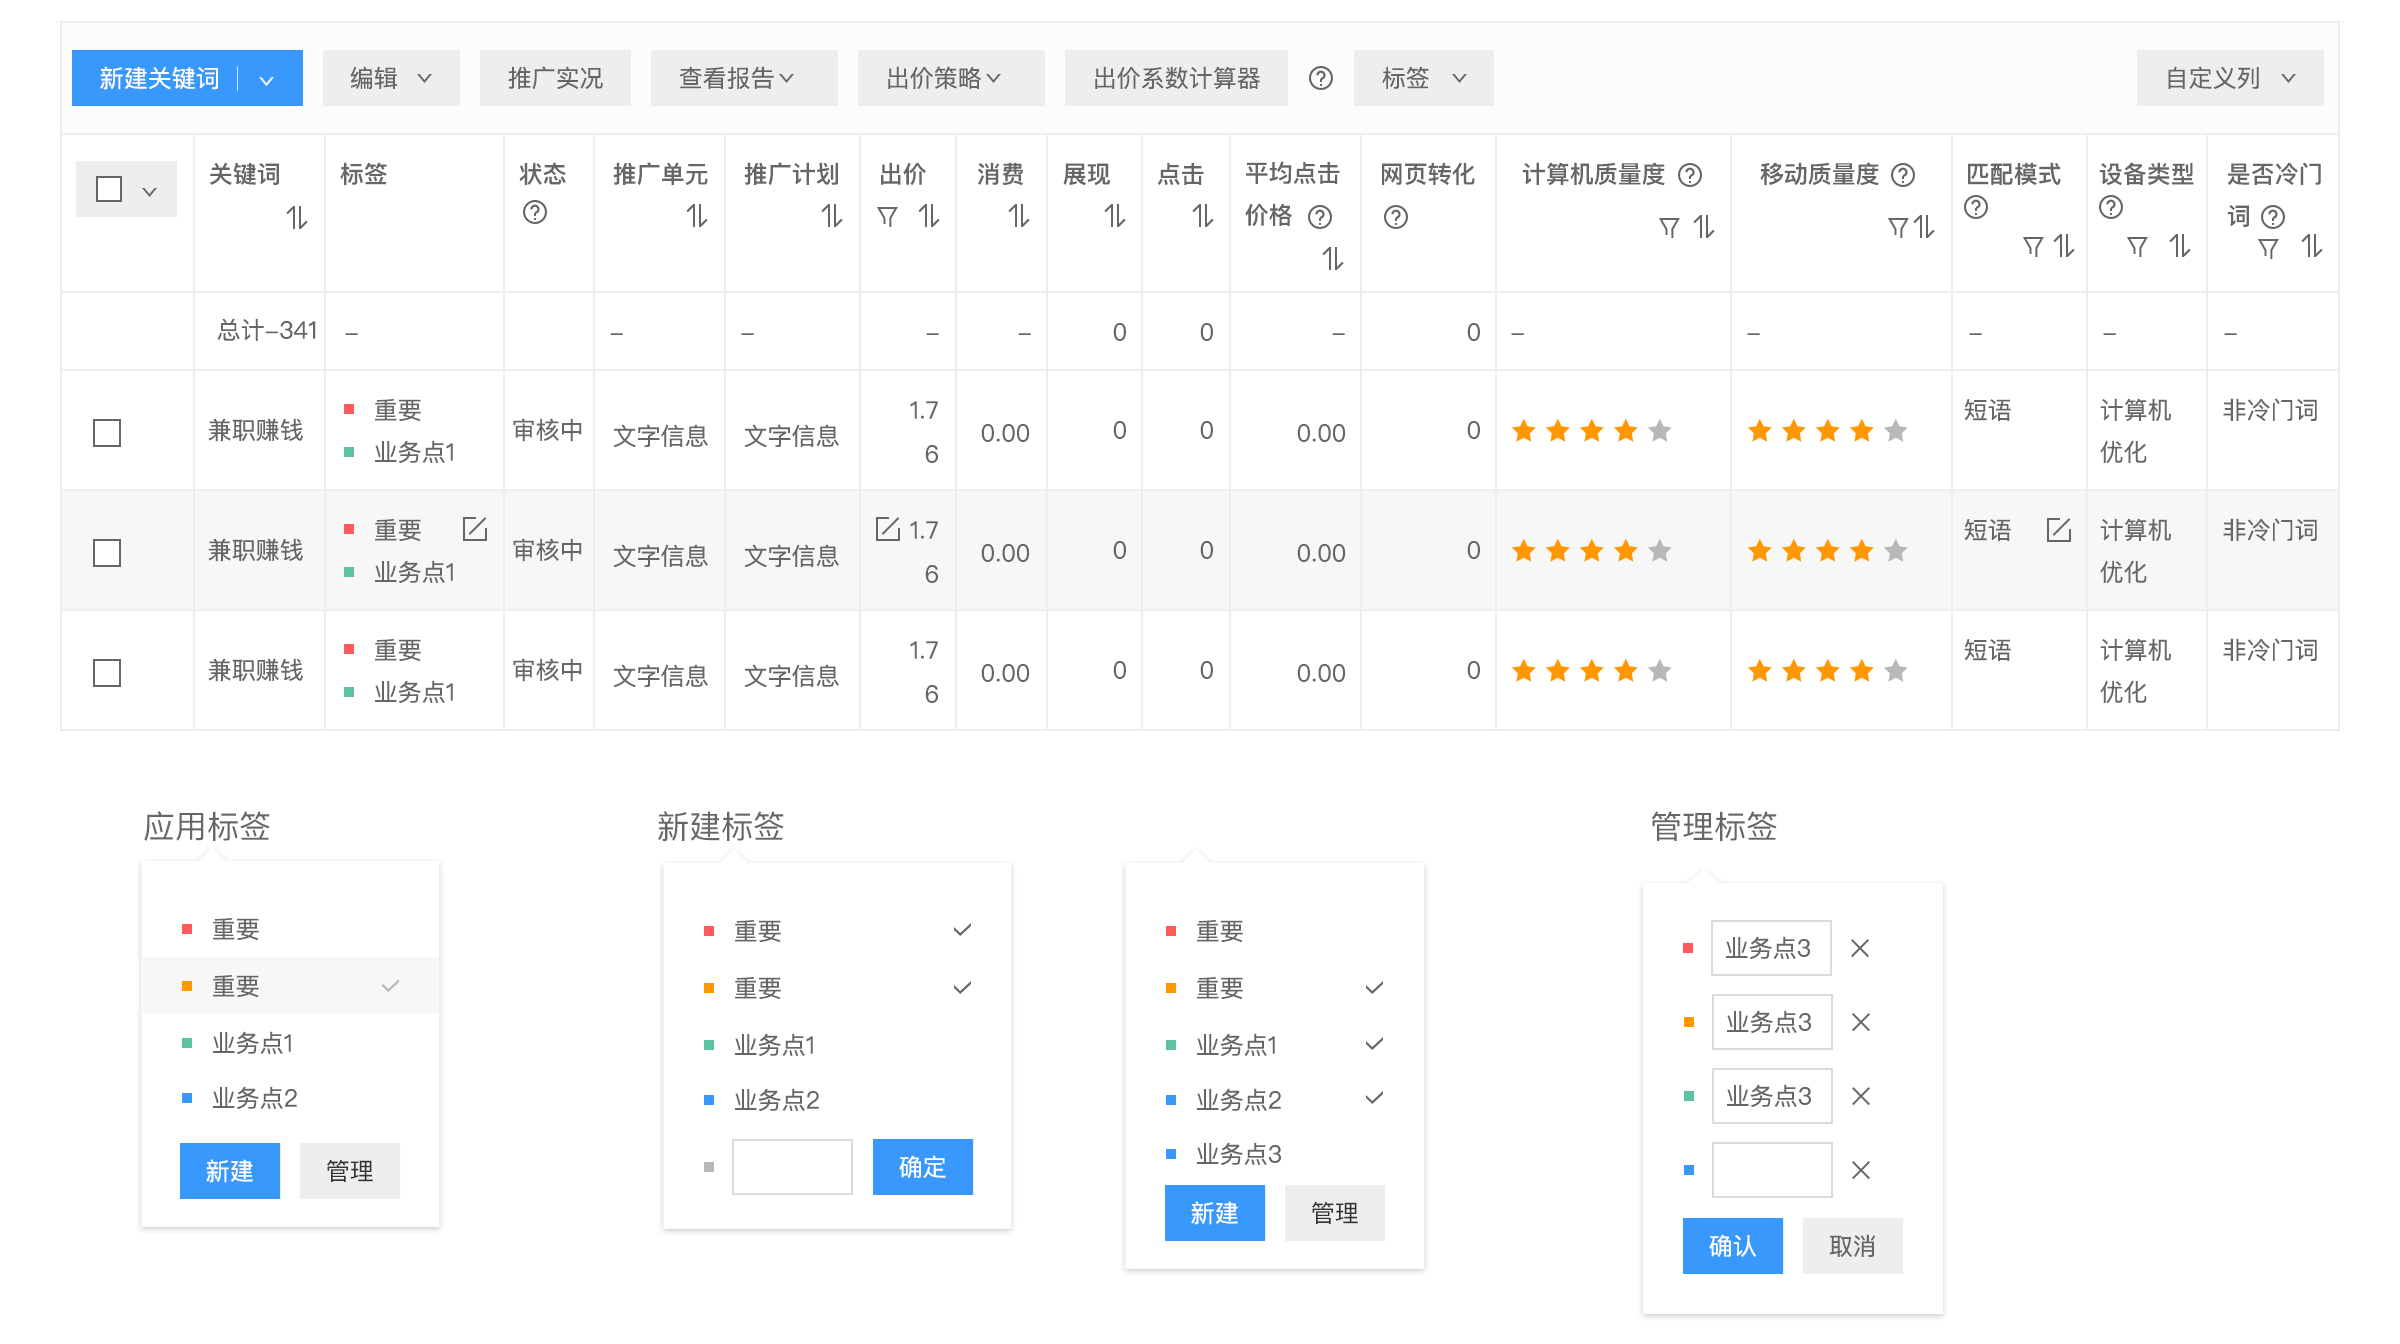 新建关键词 编辑 推广实况 查看报告 出价策略 出价系数计算器 标签 自定义列
关键词 标签 状态 推广单元 推广计划 出价 消费 展现 点击 平均点击价格 网页转化 计算机质量度 移动质量度 匹配模式 设备类型 是否冷门词
总计-341 – – – – – 0 0 – 0 – – – – –
兼职赚钱 重要 业务点1 审核中 文字信息 文字信息 1.76 0.00 0 0 0.00 0 短语 计算机优化 非冷门词
兼职赚钱 重要 业务点1 审核中 文字信息 文字信息 1.76 0.00 0 0 0.00 0 短语 计算机优化 非冷门词
兼职赚钱 重要 业务点1 审核中 文字信息 文字信息 1.76 0.00 0 0 0.00 0 短语 计算机优化 非冷门词
应用标签
重要
重要
业务点1
业务点2
新建 管理
新建标签
重要
重要
业务点1
业务点2
确定
重要
重要
业务点1
业务点2
业务点3
新建 管理
管理标签
业务点3
业务点3
业务点3
确认 取消